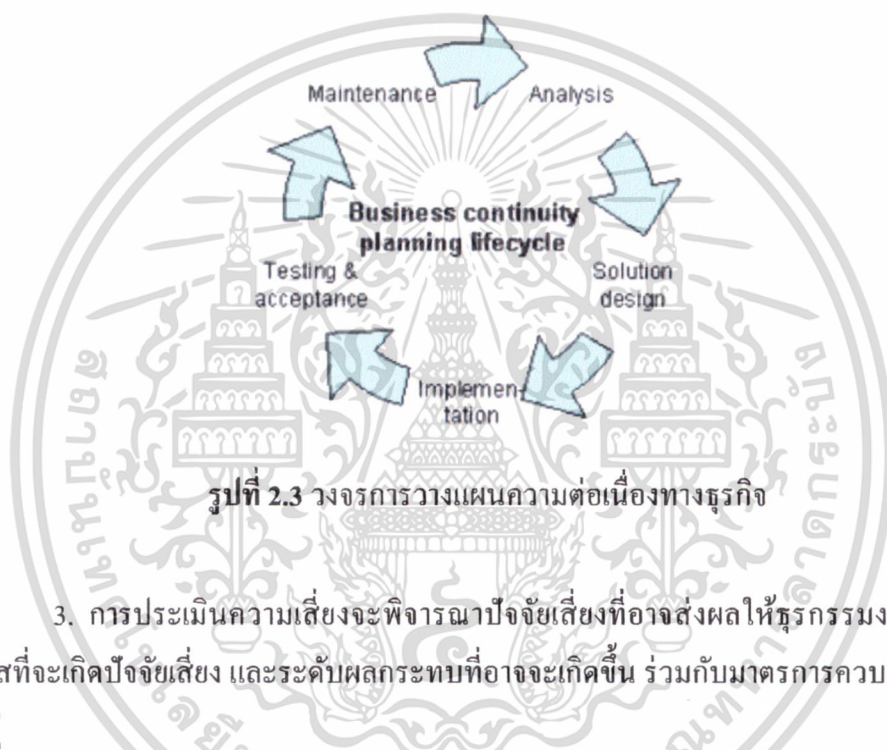 Maintenance
Analysis
Business continuity
planning lifecycle
Testing &
acceptance
Solution
design
Implemen-
tation
รูปที่ 2.3 วงจรการวางแผนความต่อเนื่องทางธุรกิจ
3. การประเมินความเสี่ยงจะพิจารณาปัจจัยเสี่ยงที่อาจส่งผลให้ธุรกรรมง
สที่จะเกิดปัจจัยเสี่ยง และระดับผลกระทบที่อาจจะเกิดขึ้น ร่วมกับมาตรการควบ